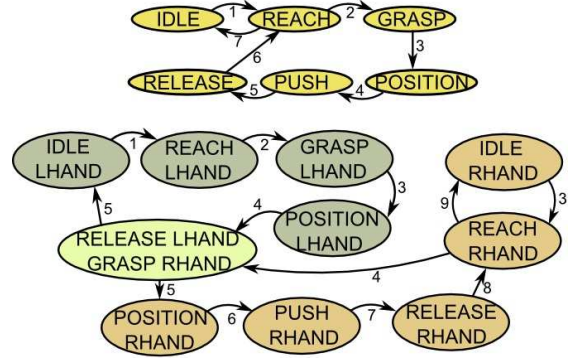 IDLE 1 REACH 2 GRASP
7 3
6
RELEASE 5 PUSH 4 POSITION
IDLE
LHAND
1
REACH
LHAND
2
GRASP
LHAND
3
IDLE
RHAND
9 3
POSITION
LHAND
4
5
RELEASE LHAND
GRASP RHAND
REACH
RHAND
4
5
8
POSITION
RHAND
6
PUSH
RHAND
7
RELEASE
RHAND